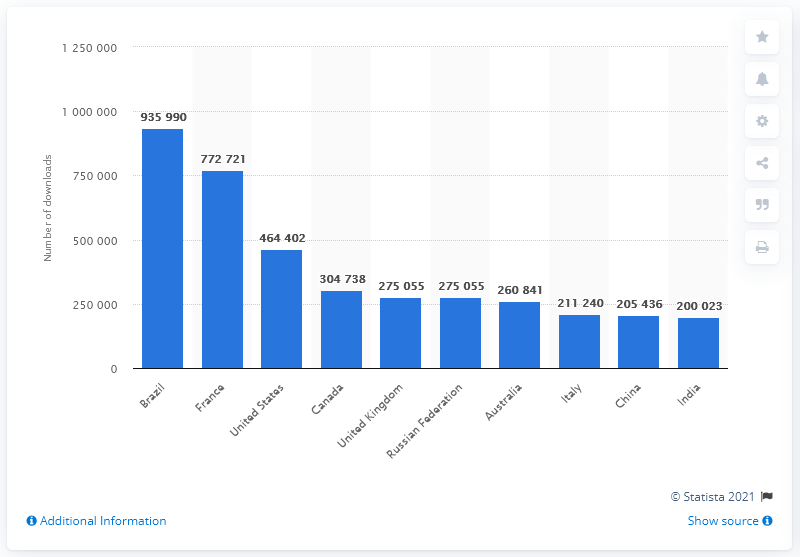 1 250 000
1 000 000
750 000
500 000
250 000
0
Number of downloads
935 990
772 721
464 402
304 738
275 055
275 055
260 841
211 240
205 436
200 023
Brazil
France
United States
Canada
United Kingdom
Russian Federation
Australia
Italy
China
India
© Statista 2021
Additional Information
Show source